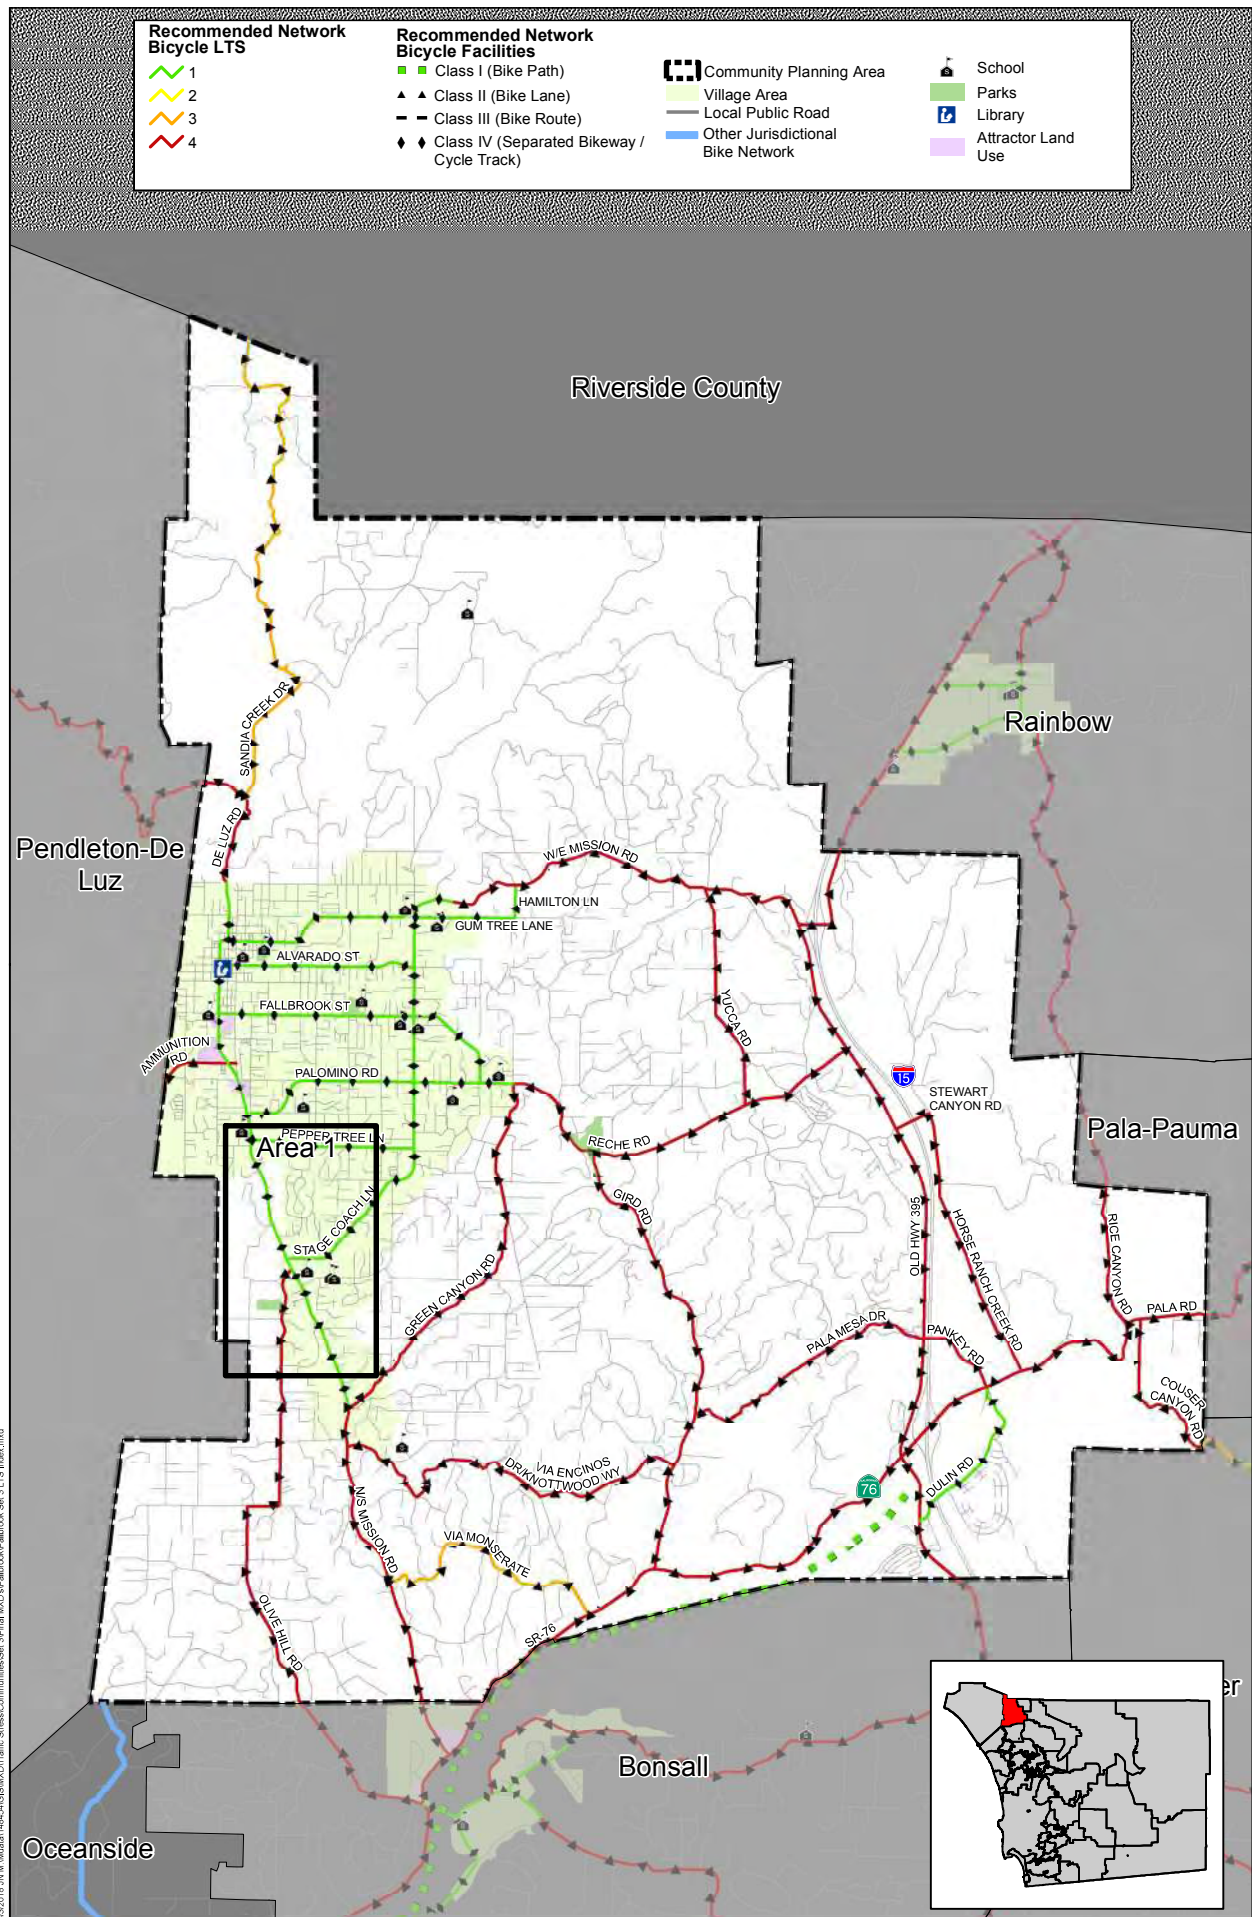 Recommended Network
Bicycle LTS
1
2
3
4
Recommended Network
Bicycle Facilities
Class I (Bike Path)
Class II (Bike Lane)
Class III (Bike Route)
Class IV (Separated Bikeway /
Cycle Track)
Community Planning Area
Village Area
Local Public Road
Other Jurisdictional
Bike Network
School
Parks
Library
Attractor Land
Use
Riverside County
Rainbow
SANDIA CREEK DR
DE LUZ RD
Pendleton-De
Luz
W/E MISSION RD
HAMILTON LN
GUM TREE LANE
ALVARADO ST
FALLBROOK ST
YUCCA RD
AMMUNITION
RD
PALOMINO RD
15
STEWART
CANYON RD
PEPPER TREE LN
Area 1
RECHE RD
Pala-Pauma
GIRD RD
STAGE COACH LN
OLD HWY 395
HORSE RANCH CREEK RD
RICE CANYON RD
GREEN CANYON RD
PALA RD
PALA MESA DR
PANKEY RD
COUSER
CANYON RD
VIA ENCINOS
DR/KNOTTWOOD WY
76
DULIN RD
N/S MISSION RD
VIA MONSERATE
OLIVE HILL RD
SR-76
er
Bonsall
Oceanside